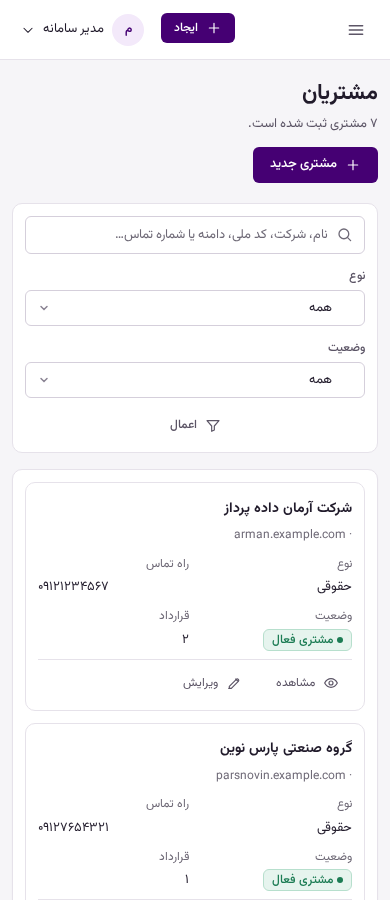 ایجاد
م
مدیر سامانه
مشتریان
۷ مشتری ثبت شده است.
مشتری جدید
نام، شرکت، کد ملی، دامنه یا شماره تماس...
نوع
همه
وضعیت
همه
اعمال
شرکت آرمان داده پرداز
· arman.example.com
نوع
راه تماس
حقوقی
۰۹۱۲۱۲۳۴۵۶۷
وضعیت
قرارداد
مشتری فعال
۲
مشاهده
ویرایش
گروه صنعتی پارس نوین
· parsnovin.example.com
نوع
راه تماس
حقوقی
۰۹۱۲۷۶۵۴۳۲۱
وضعیت
قرارداد
مشتری فعال
۱